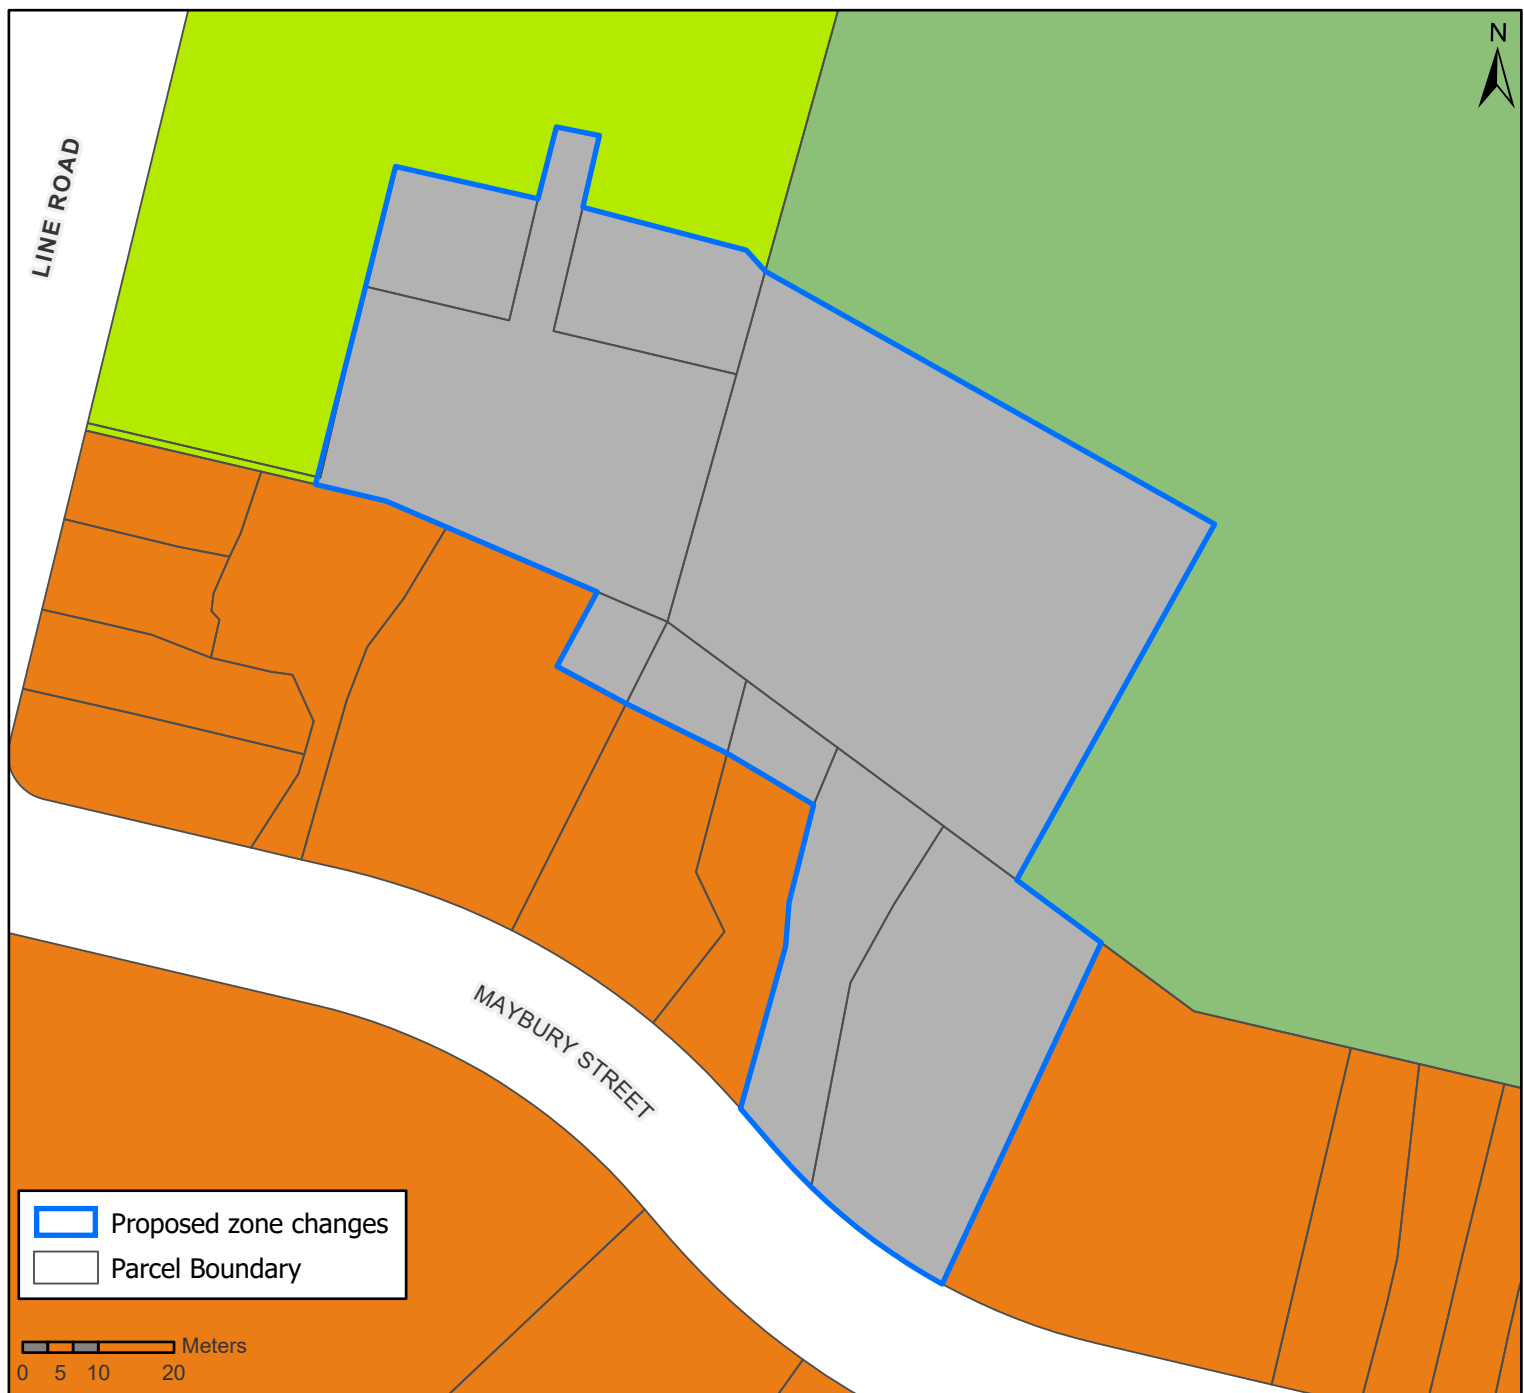 N
LINE ROAD
MAYBURY STREET
Proposed zone changes
Parcel Boundary
Meters
0 5 10 20